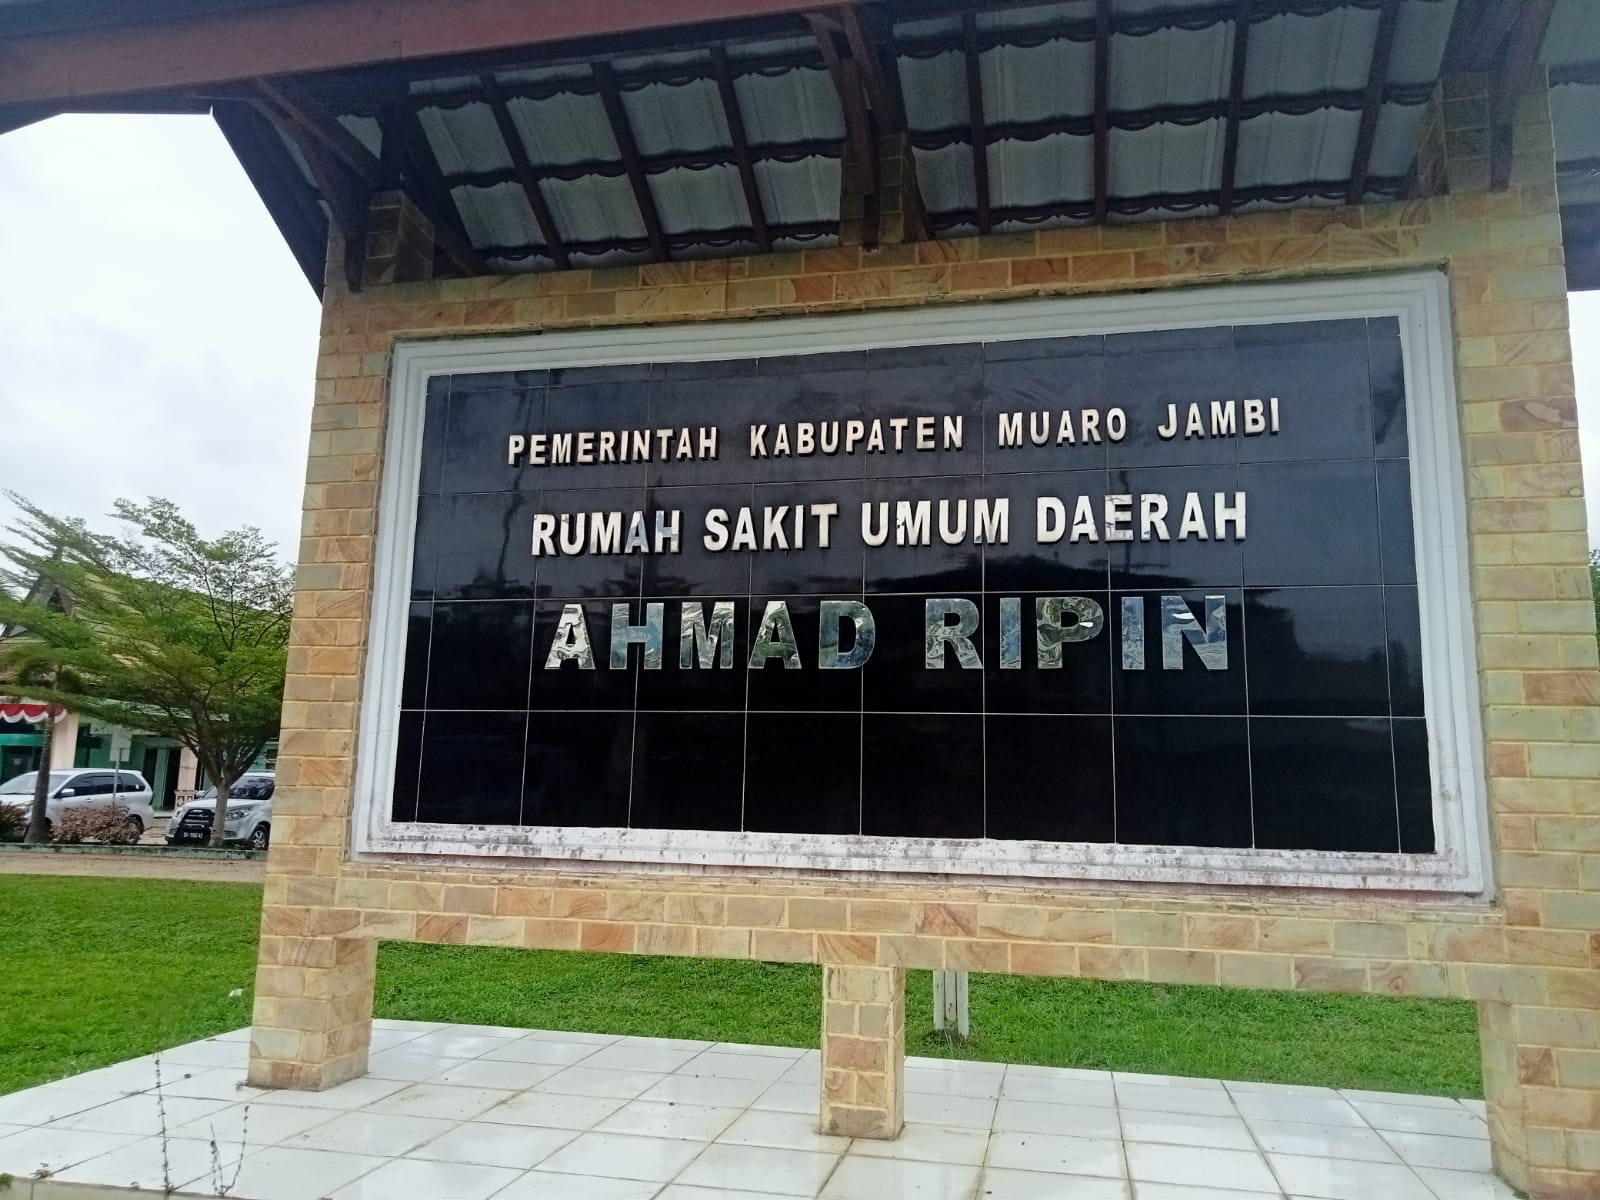 PEMERINTAH KABUPATEN MUARO JAMBI
RUMAH SAKIT UMUM DAERAH
AHMAD RIPIN